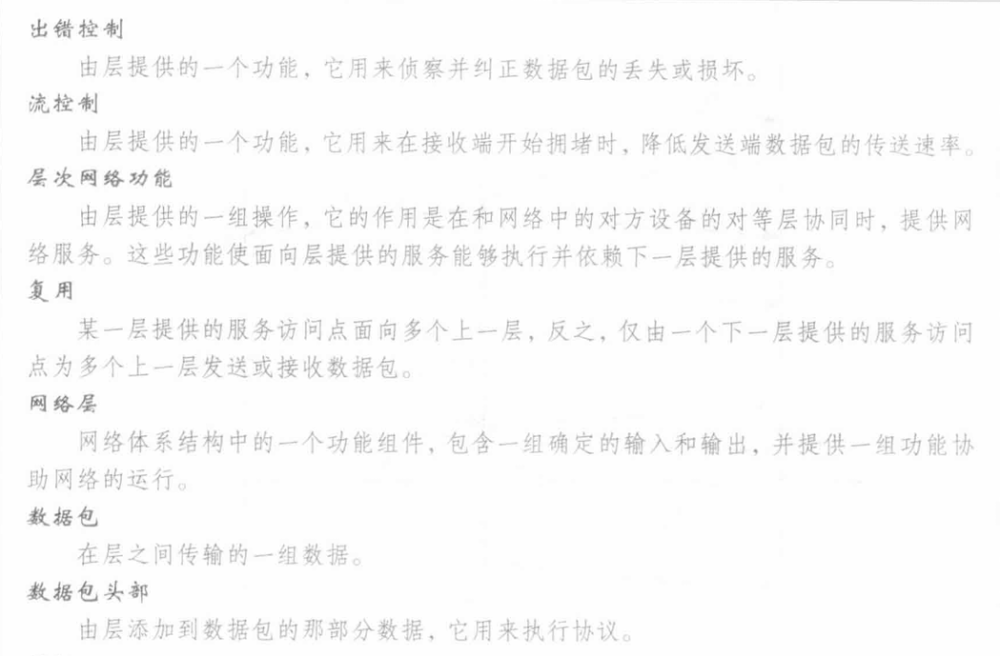 出错控制
由层提供的一个功能，它用来侦察并纠正数据包的丢失或损坏。
流控制
由层提供的一个功能，它用来在接收端开始拥堵时，降低发送端数据包的传送速率。
层次网络功能
由层提供的一组操作，它的作用是在和网络中的对方设备的对等层协同时，提供网
络服务。这些功能使面向层提供的服务能够执行并依赖下一层提供的服务。
复用
某一层提供的服务访问点面向多个上一层，反之，仅由一个下一层提供的服务访问
点为多个上一层发送或接收数据包。
网络层
网络体系结构中的一个功能组件，包含一组确定的输入和输出，并提供一组功能协
助网络的运行。
数据包
在层之间传输的一组数据。
数据包头部
由层添加到数据包的那部分数据，它用来执行协议。